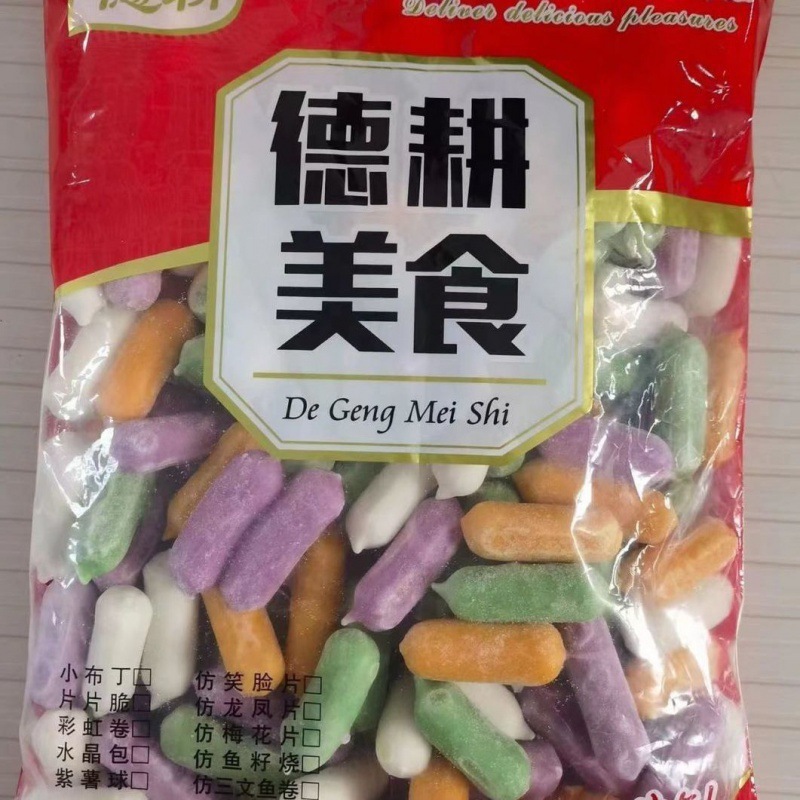 Deliver delicious pleasures
德耕
美食
De Geng Mei Shi
小布丁□ 仿笑脸片□
片片脆□ 仿龙凤片□
彩虹卷□ 仿梅花片□
水晶包□ 仿鱼籽烧□
紫薯球□ 仿三文鱼卷□